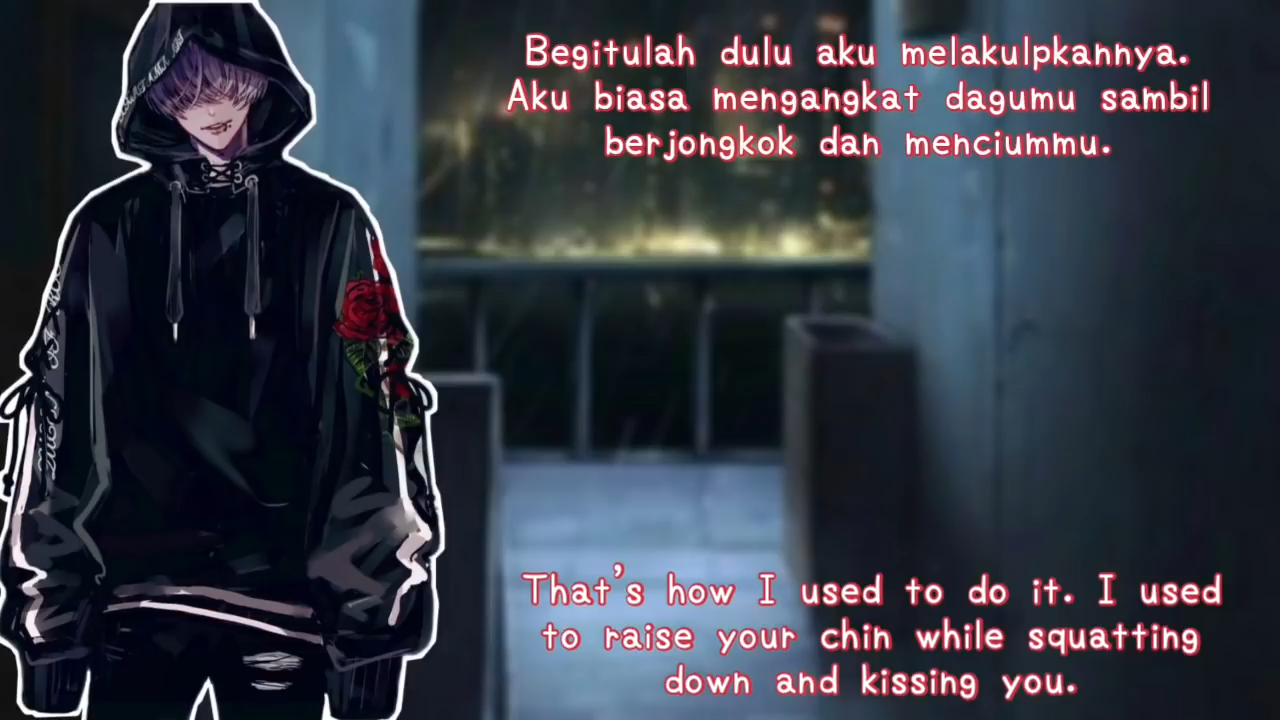 Begitulah dulu aku melakulpkannya.
Aku biasa mengangkat dagumu sambil
berjongkok dan menciummu.
That's how I used to do it. I used
to raise your chin while squatting
down and kissing you.